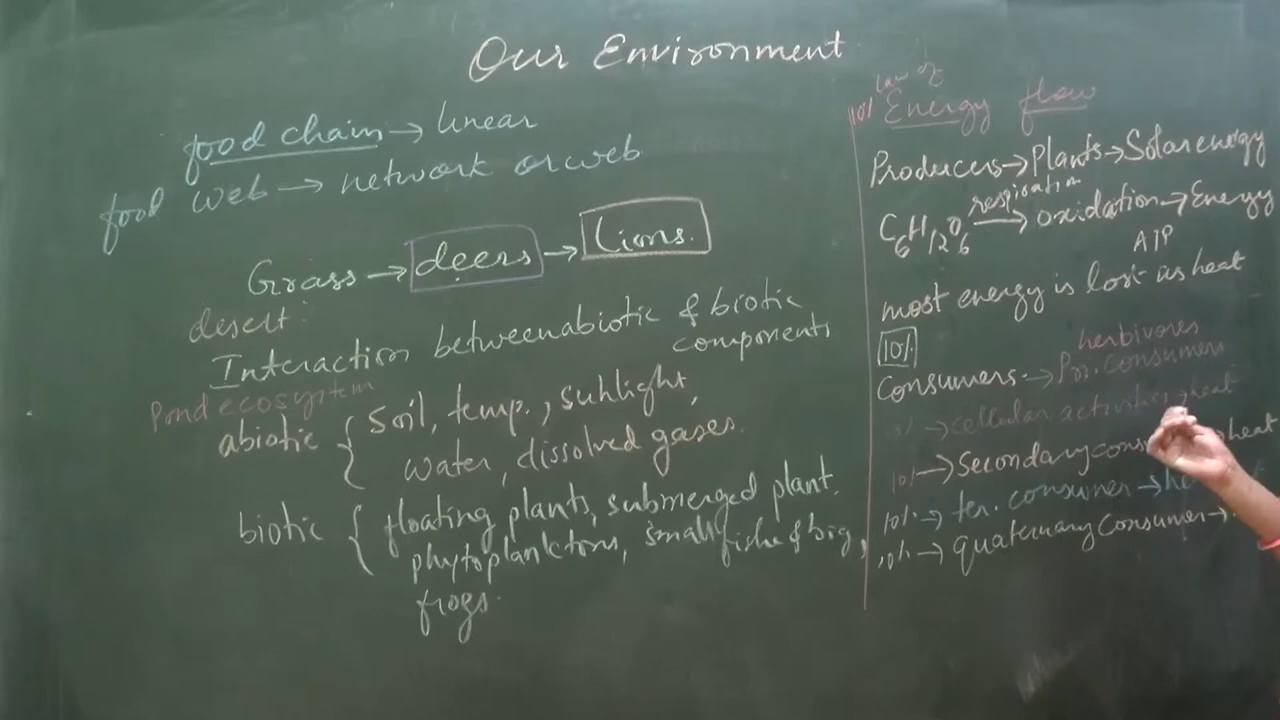 Our Environment
food chain → linear
food web → network or web
Grass → deers → Lions.
desert:
Interaction between abiotic & biotic
components
Pond ecosystem
abiotic { Soil, temp., sunlight,
water, dissolved gases.
biotic { floating plants, submerged plant.
phytoplanktons, small fishe & big,
frogs.
law of
10% Energy flow
Producers → Plants → Solar energy
C6H12O6 respiration → oxidation → Energy
ATP
most energy is lost as heat
10%
herbivores
Consumers. → Pri. Consumers
10% → cellular activities heat
10% → Secondary heat
10% → ter. consumer →
10% → quaternary Consumer →